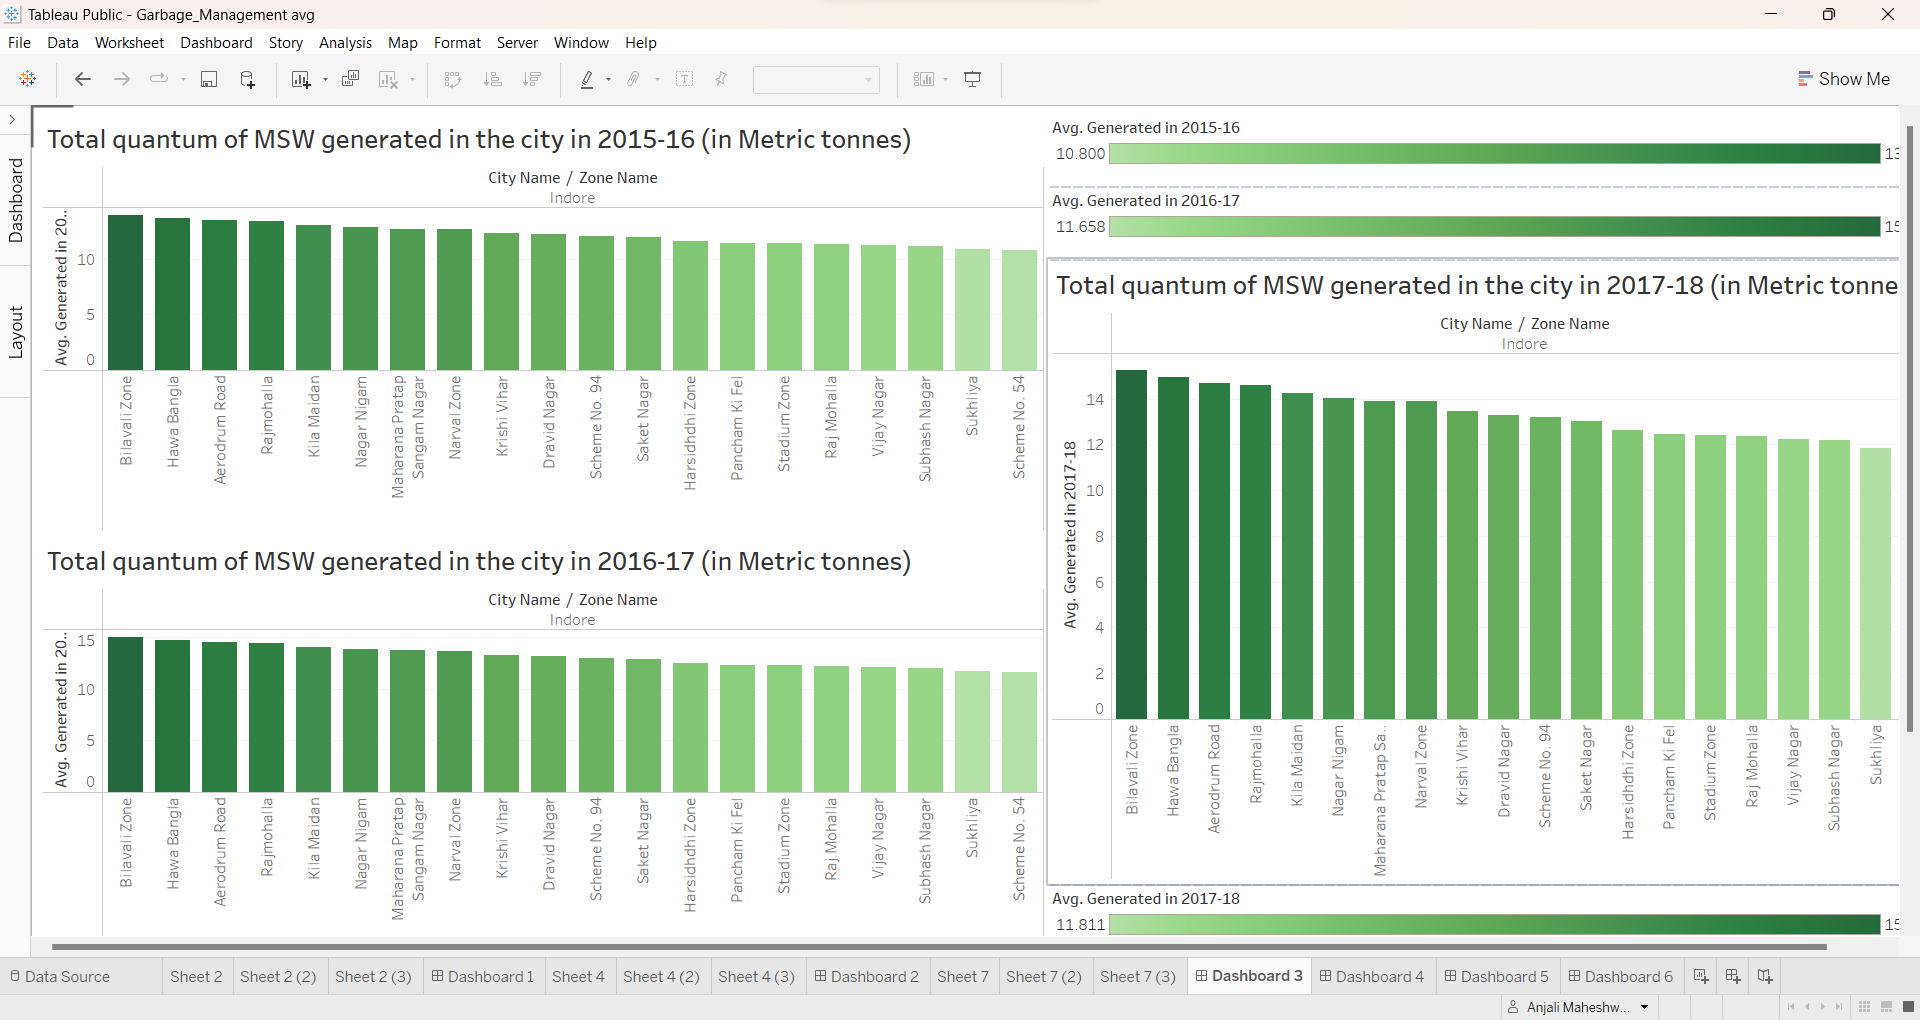 Tableau Public - Garbage_Management avg
File Data Worksheet Dashboard Story Analysis Map Format Server Window Help
Show Me
Dashboard
Layout
Total quantum of MSW generated in the city in 2015-16 (in Metric tonnes)
City Name / Zone Name
Indore
Avg. Generated in 20..
10
5
0
Bilavali Zone
Hawa Bangla
Aerodrum Road
Rajmohalla
Kila Maidan
Nagar Nigam
Maharana Pratap
Sangam Nagar
Narval Zone
Krishi Vihar
Dravid Nagar
Scheme No. 94
Saket Nagar
Harsidhdhi Zone
Pancham Ki Fel
Stadium Zone
Raj Mohalla
Vijay Nagar
Subhash Nagar
Sukhliya
Scheme No. 54
Total quantum of MSW generated in the city in 2016-17 (in Metric tonnes)
City Name / Zone Name
Indore
Avg. Generated in 20..
15
10
5
0
Bilavali Zone
Hawa Bangla
Aerodrum Road
Rajmohalla
Kila Maidan
Nagar Nigam
Maharana Pratap
Sangam Nagar
Narval Zone
Krishi Vihar
Dravid Nagar
Scheme No. 94
Saket Nagar
Harsidhdhi Zone
Pancham Ki Fel
Stadium Zone
Raj Mohalla
Vijay Nagar
Subhash Nagar
Sukhliya
Scheme No. 54
Avg. Generated in 2015-16
10.800 13
Avg. Generated in 2016-17
11.658 15
Total quantum of MSW generated in the city in 2017-18 (in Metric tonne
City Name / Zone Name
Indore
Avg. Generated in 2017-18
14
12
10
8
6
4
2
0
Bilavali Zone
Hawa Bangla
Aerodrum Road
Rajmohalla
Kila Maidan
Nagar Nigam
Maharana Pratap Sa..
Narval Zone
Krishi Vihar
Dravid Nagar
Scheme No. 94
Saket Nagar
Harsidhdhi Zone
Pancham Ki Fel
Stadium Zone
Raj Mohalla
Vijay Nagar
Subhash Nagar
Sukhliya
Avg. Generated in 2017-18
11.811 15
Data Source Sheet 2 Sheet 2 (2) Sheet 2 (3) Dashboard 1 Sheet 4 Sheet 4 (2) Sheet 4 (3) Dashboard 2 Sheet 7 Sheet 7 (2) Sheet 7 (3) Dashboard 3 Dashboard 4 Dashboard 5 Dashboard 6
Anjali Maheshw...